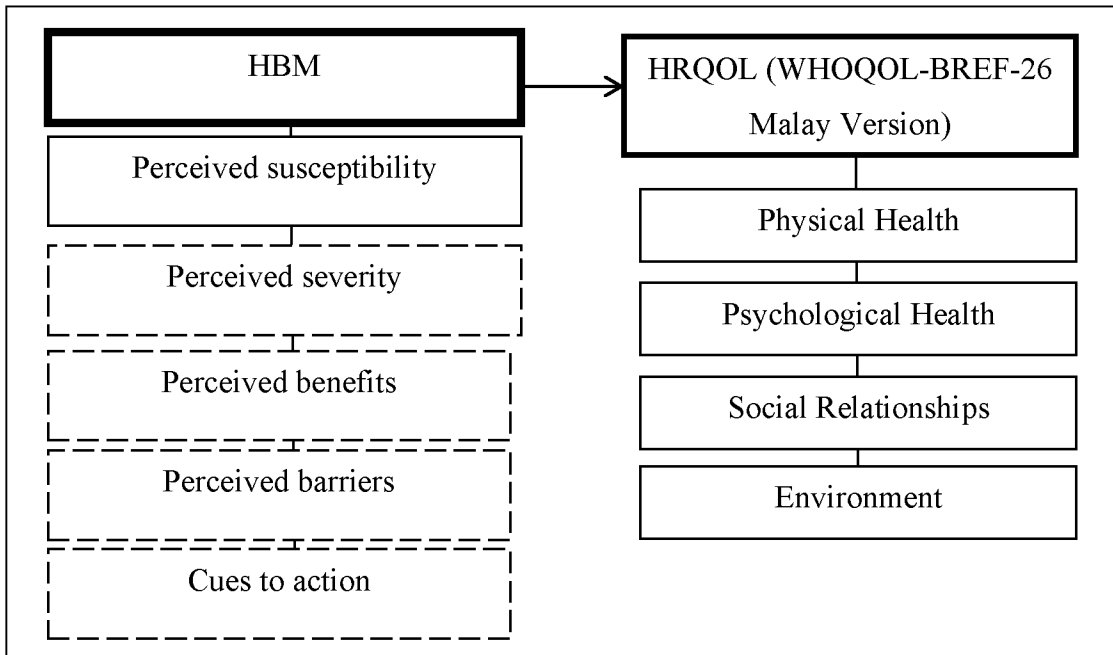 HBM
Perceived susceptibility
Perceived severity
Perceived benefits
Perceived barriers
Cues to action
HRQOL (WHOQOL-BREF-26
Malay Version)
Physical Health
Psychological Health
Social Relationships
Environment